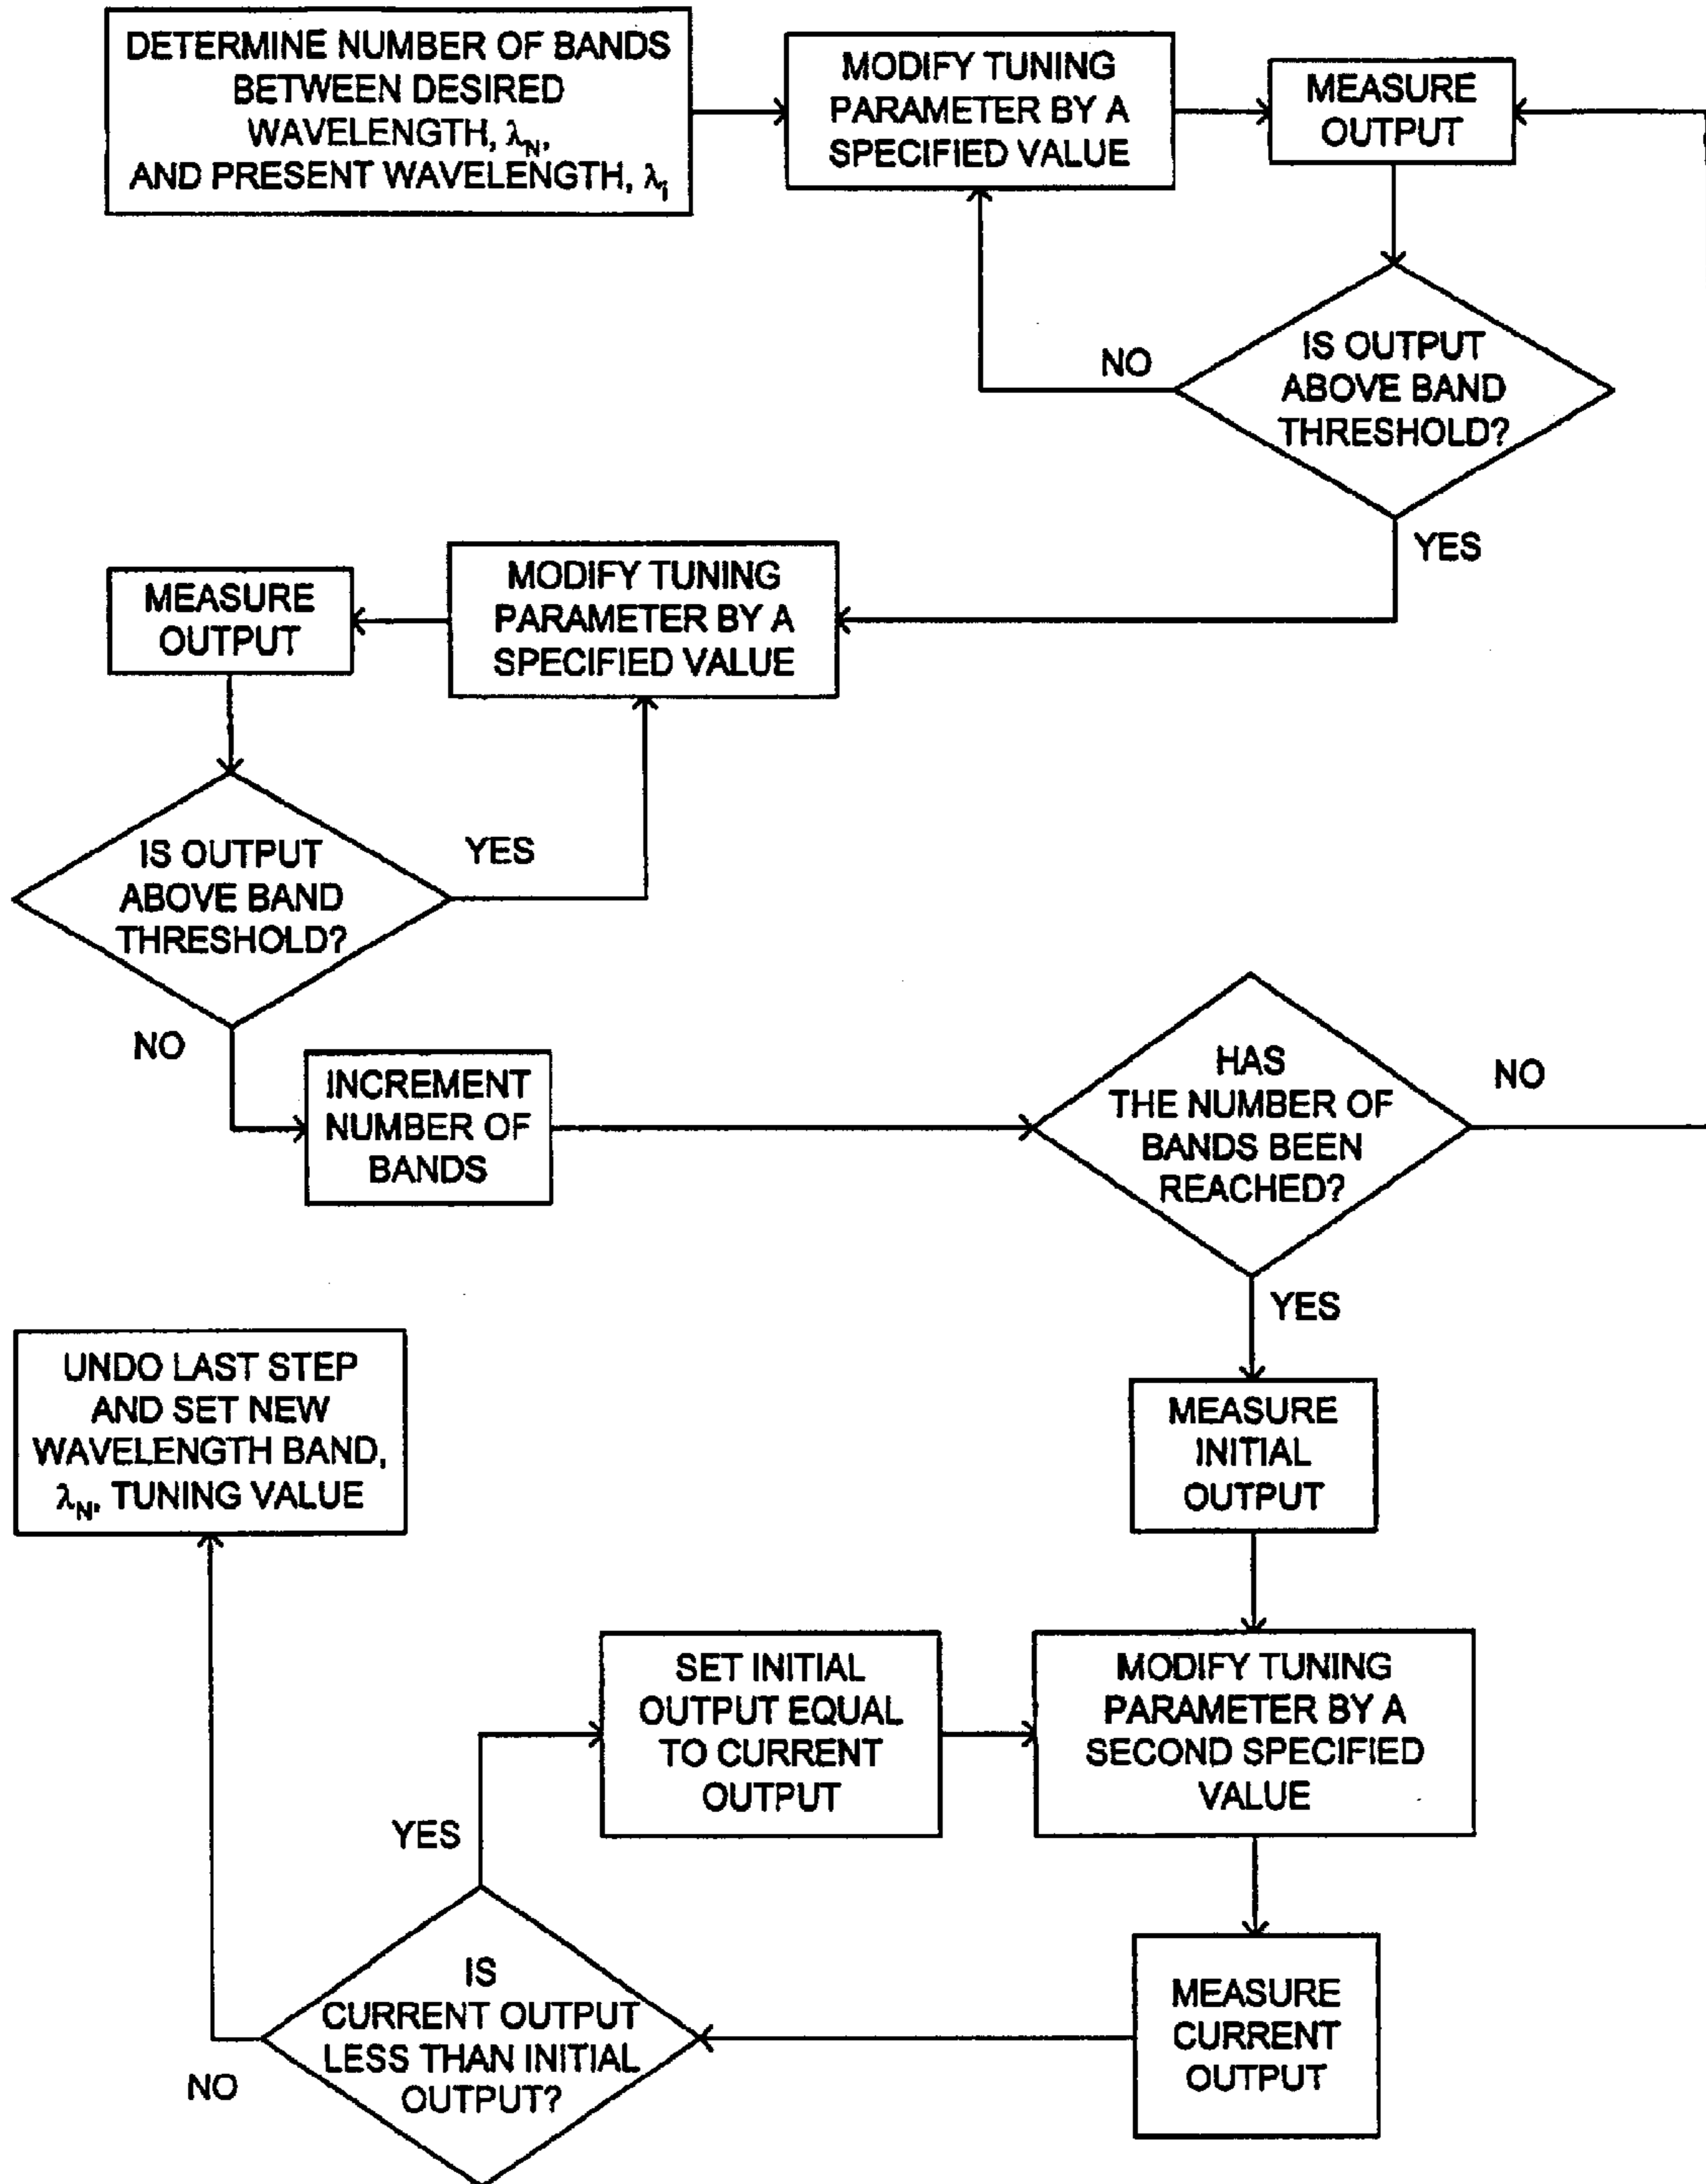 DETERMINE NUMBER OF BANDS
BETWEEN DESIRED
WAVELENGTH, λN,
AND PRESENT WAVELENGTH, λi
MODIFY TUNING
PARAMETER BY A
SPECIFIED VALUE
MEASURE
OUTPUT
IS OUTPUT
ABOVE BAND
THRESHOLD?
NO
YES
MODIFY TUNING
PARAMETER BY A
SPECIFIED VALUE
MEASURE
OUTPUT
IS OUTPUT
ABOVE BAND
THRESHOLD?
YES
NO
INCREMENT
NUMBER OF
BANDS
HAS
THE NUMBER OF
BANDS BEEN
REACHED?
NO
YES
MEASURE
INITIAL
OUTPUT
MODIFY TUNING
PARAMETER BY A
SECOND SPECIFIED
VALUE
MEASURE
CURRENT
OUTPUT
IS
CURRENT OUTPUT
LESS THAN INITIAL
OUTPUT?
YES
SET INITIAL
OUTPUT EQUAL
TO CURRENT
OUTPUT
NO
UNDO LAST STEP
AND SET NEW
WAVELENGTH BAND,
λN, TUNING VALUE